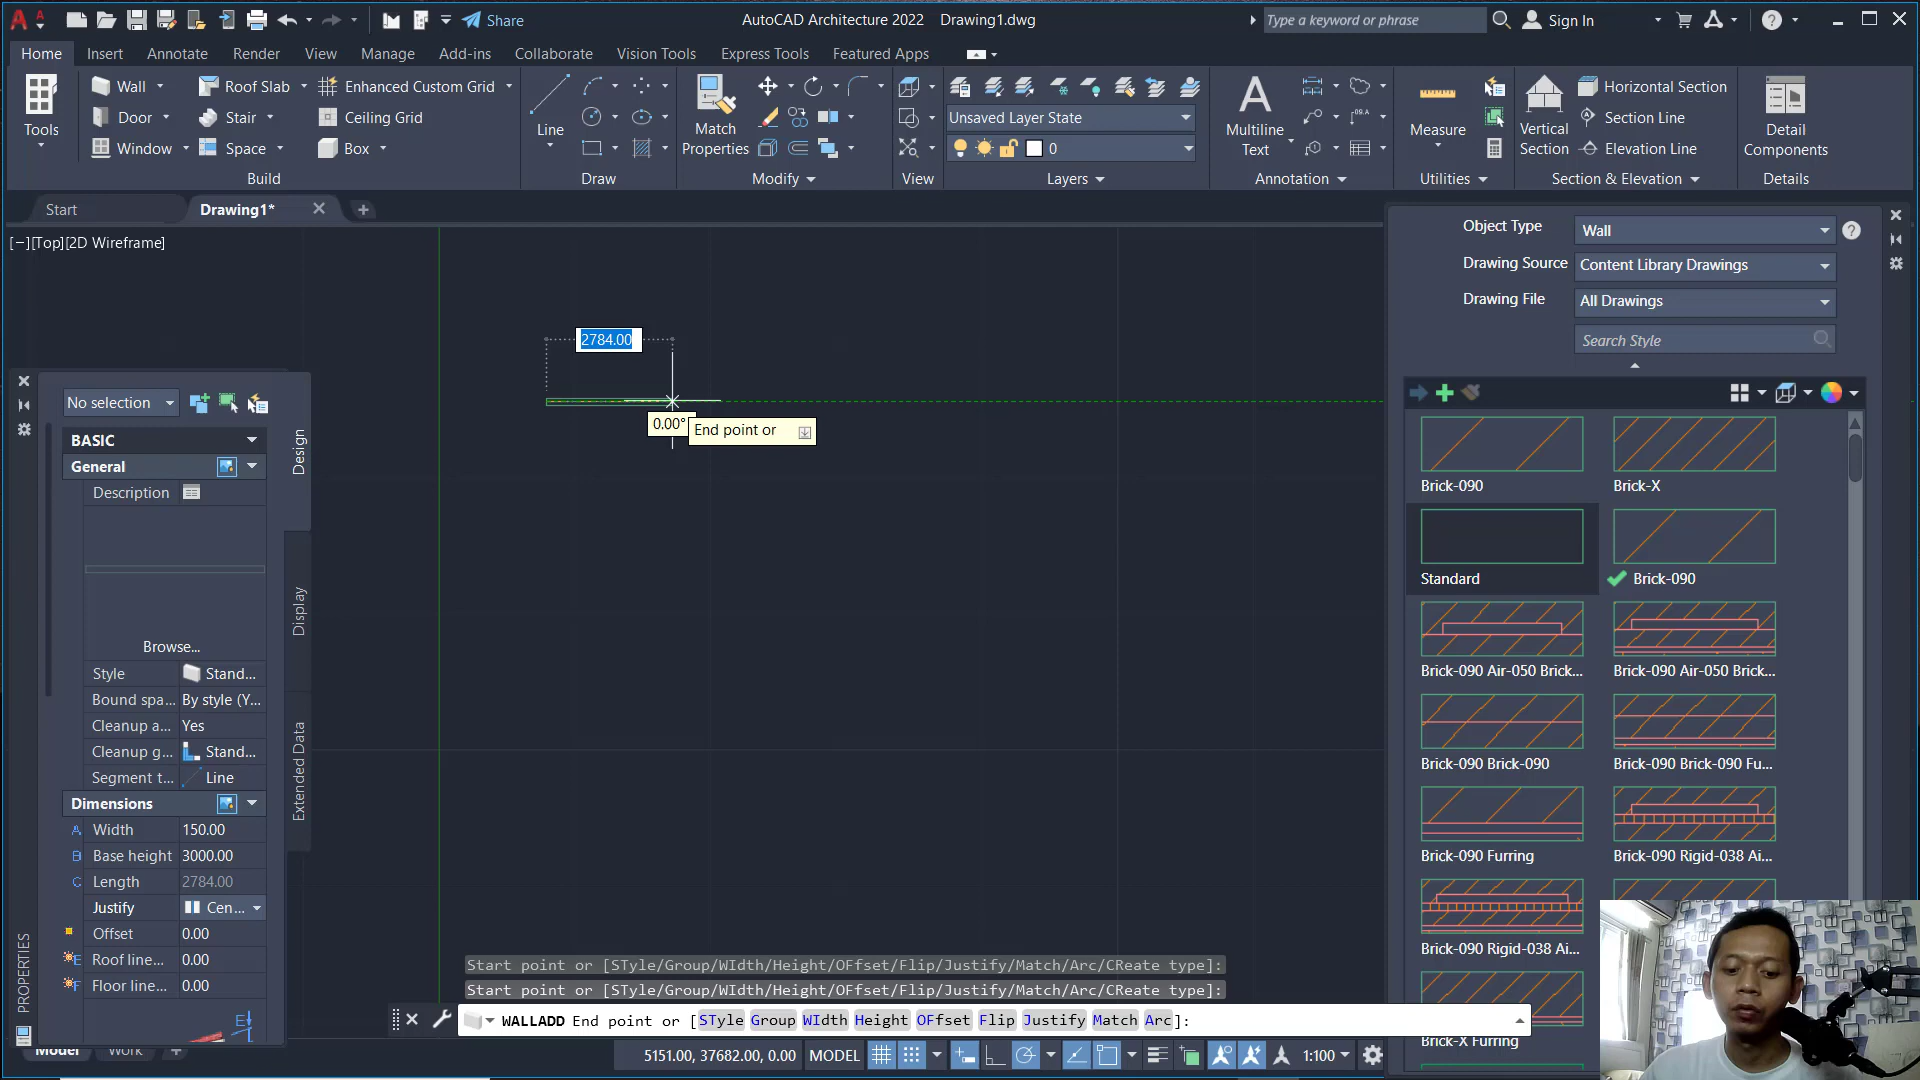 Share
AutoCAD Architecture 2022 Drawing1.dwg
Type a keyword or phrase
Sign In
Home Insert Annotate Render View Manage Add-ins Collaborate Vision Tools Express Tools Featured Apps
Tools
Wall
Door
Window
Roof Slab
Stair
Space
Enhanced Custom Grid
Ceiling Grid
Box
Build
Line
Draw
Match
Properties
Modify
View
Unsaved Layer State
0
Layers
Multiline
Text
Annotation
Measure
Utilities
Vertical
Section
Horizontal Section
Section Line
Elevation Line
Section & Elevation
Detail
Components
Details
Start
Drawing1*
[−][Top][2D Wireframe]
2784.00
0.00°
End point or
No selection
BASIC
General
Description
Browse...
Style Stand...
Bound spa... By style (Y...
Cleanup a... Yes
Cleanup g... Stand...
Segment t... Line
Dimensions
A Width 150.00
B Base height 3000.00
C Length 2784.00
Justify Cen...
Offset 0.00
E Roof line... 0.00
F Floor line... 0.00
E
Design
Display
Extended Data
PROPERTIES
Object Type Wall
Drawing Source Content Library Drawings
Drawing File All Drawings
Search Style
Brick-090
Brick-X
Standard
Brick-090
Brick-090 Air-050 Brick...
Brick-090 Air-050 Brick...
Brick-090 Brick-090
Brick-090 Brick-090 Fu...
Brick-090 Furring
Brick-090 Rigid-038 Ai...
Brick-090 Rigid-038 Ai...
Brick-X Furring
Start point or [STyle/Group/WIdth/Height/OFfset/Flip/Justify/Match/Arc/CReate type]:
Start point or [STyle/Group/WIdth/Height/OFfset/Flip/Justify/Match/Arc/CReate type]:
WALLADD End point or [STyle Group WIdth Height OFfset Flip Justify Match Arc]:
Model Work
5151.00, 37682.00, 0.00 MODEL
1:100